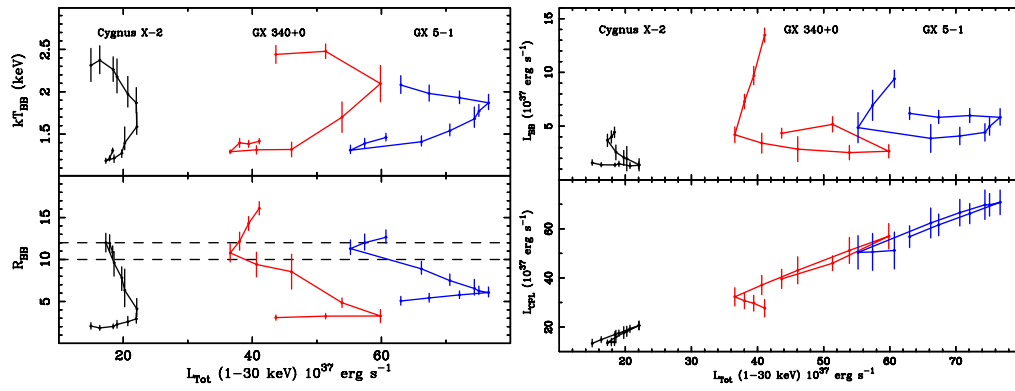 Cygnus X-2 GX 340+0 GX 5-1
kT_BB (keV)
2.5
2
1.5
1
R_BB
15
10
5
20 40 60
L_Tot (1-30 keV) 10^37 erg s^-1
Cygnus X-2 GX 340+0 GX 5-1
L_BB (10^37 erg s^-1)
15
10
5
0
L_CPL (10^37 erg s^-1)
60
40
20
20 30 40 50 60 70
L_Tot (1-30 keV) 10^37 erg s^-1